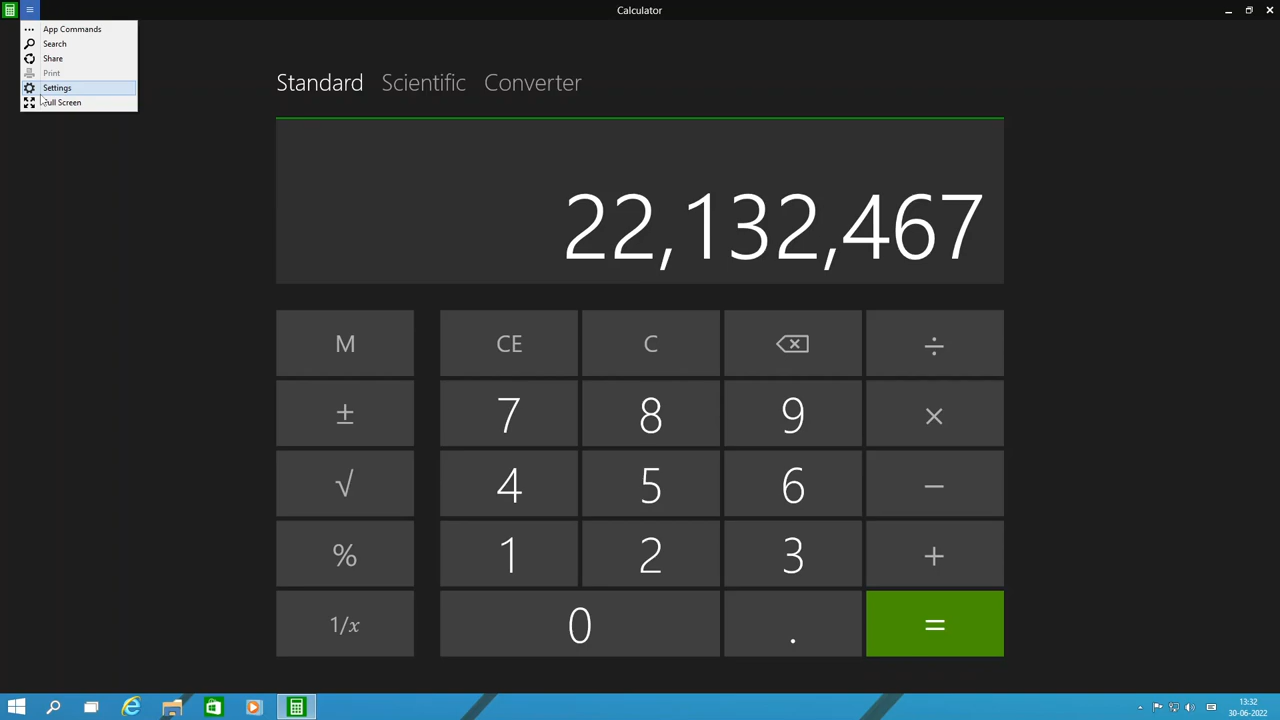 Calculator
App Commands
Search
Share
Print
Settings
Full Screen
Standard Scientific Converter
22,132,467
M CE C ÷
± 7 8 9 ×
√ 4 5 6 −
% 1 2 3 +
1/x 0 . =
13:32
30-06-2022